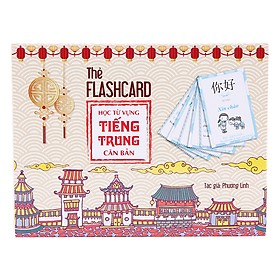 Thẻ
FLASHCARD
HỌC TỪ VỰNG
TIẾNG
TRUNG
CĂN BẢN
你好
Xin chào
Tác giả: Phương Linh